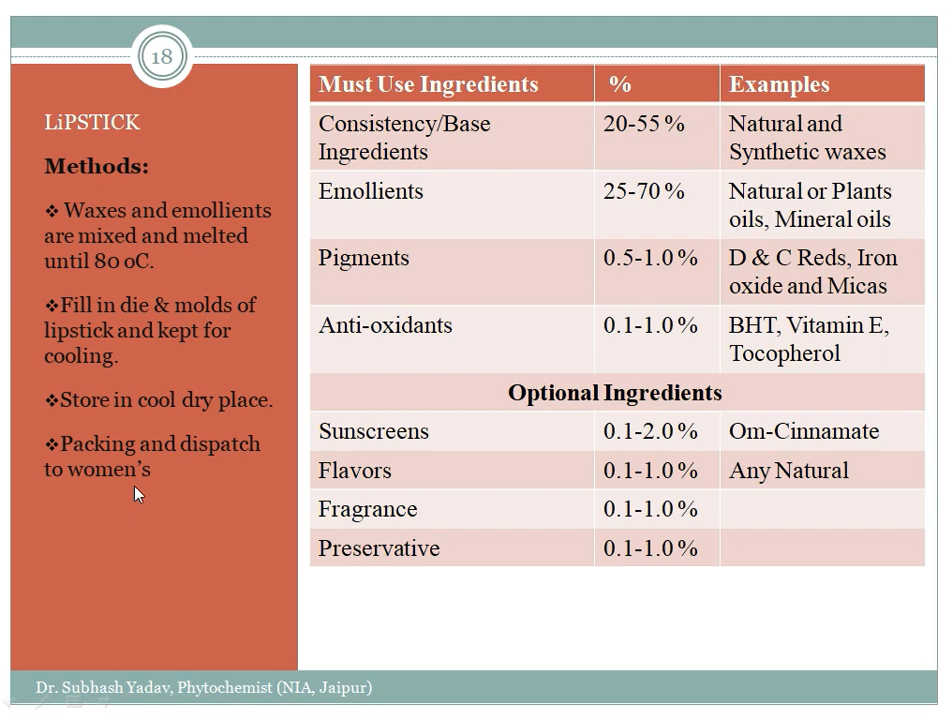 18
LiPSTICK
Methods:
❖ Waxes and emollients
are mixed and melted
until 80 oC.
❖Fill in die & molds of
lipstick and kept for
cooling.
❖Store in cool dry place.
❖Packing and dispatch
to women's
Must Use Ingredients % Examples
Consistency/Base Ingredients 20-55 % Natural and Synthetic waxes
Emollients 25-70 % Natural or Plants oils, Mineral oils
Pigments 0.5-1.0 % D & C Reds, Iron oxide and Micas
Anti-oxidants 0.1-1.0 % BHT, Vitamin E, Tocopherol
Optional Ingredients
Sunscreens 0.1-2.0 % Om-Cinnamate
Flavors 0.1-1.0 % Any Natural
Fragrance 0.1-1.0 %
Preservative 0.1-1.0 %
Dr. Subhash Yadav, Phytochemist (NIA, Jaipur)